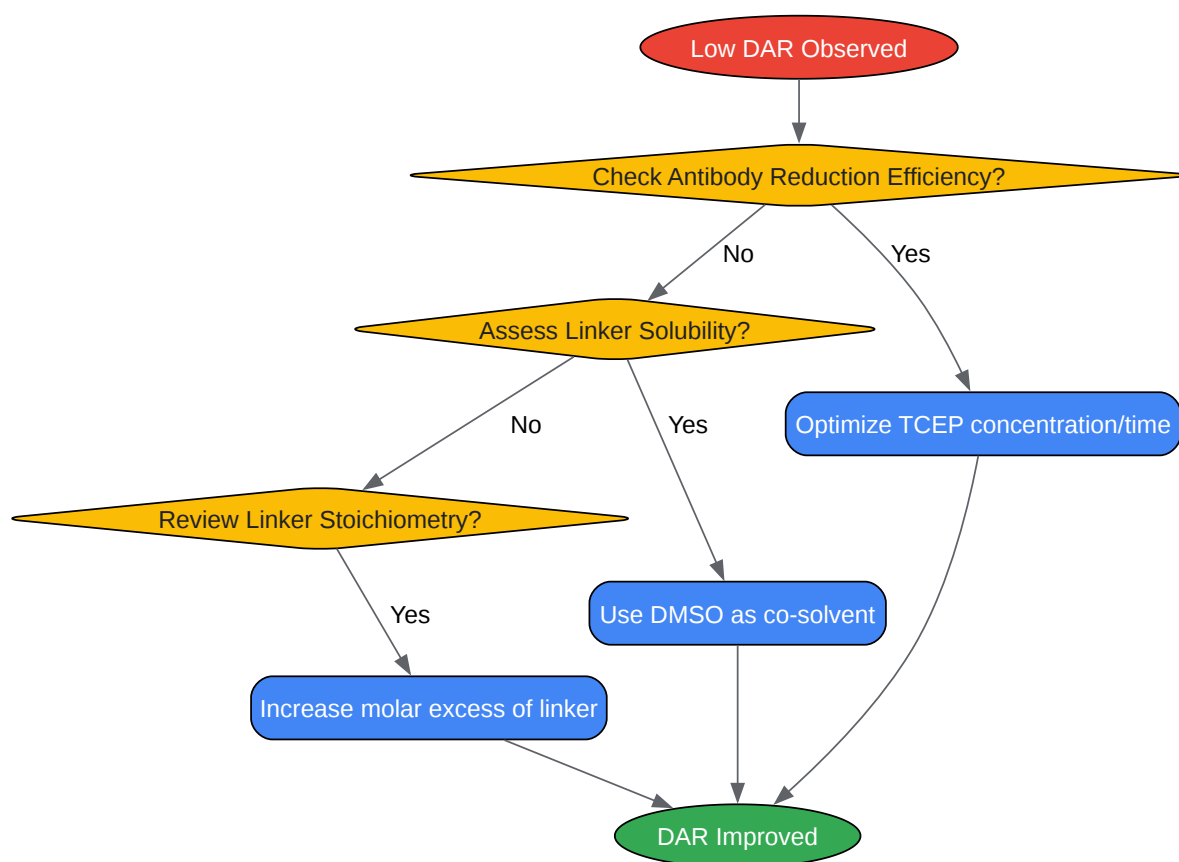 Low DAR Observed
Check Antibody Reduction Efficiency?
No
Yes
Assess Linker Solubility?
No
Yes
Optimize TCEP concentration/time
Review Linker Stoichiometry?
Yes
Use DMSO as co-solvent
Increase molar excess of linker
DAR Improved